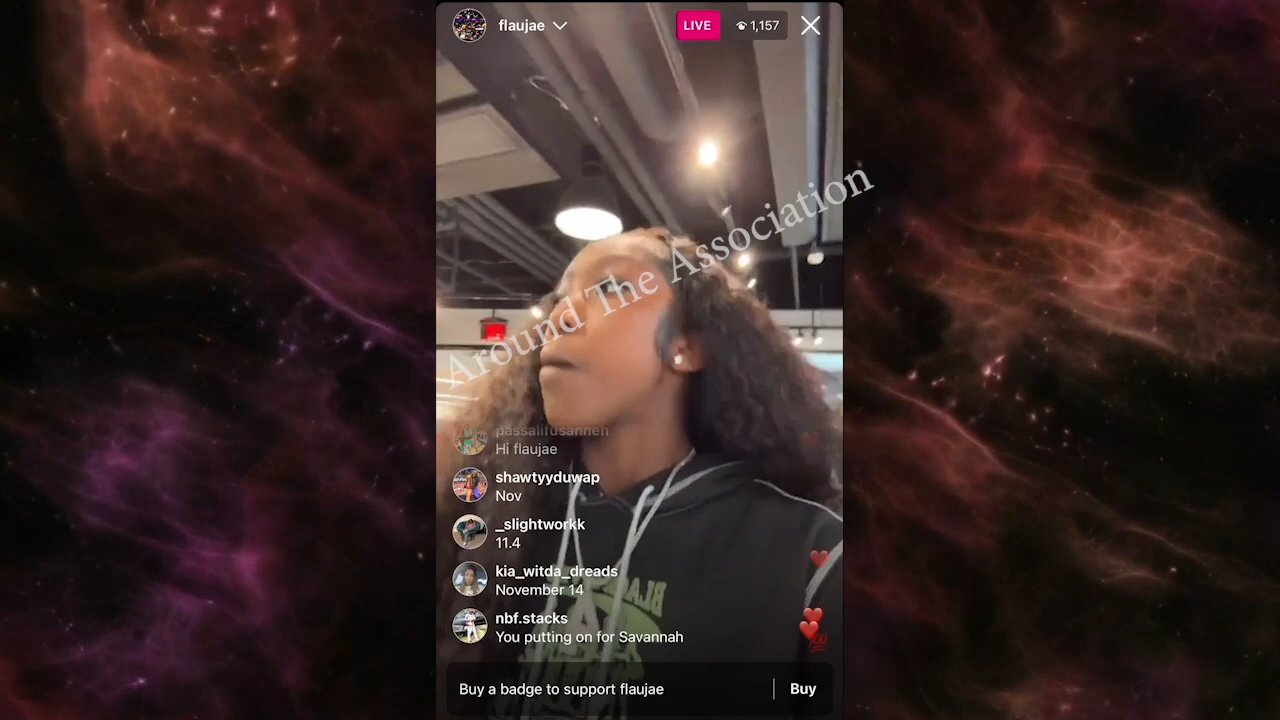 flaujae
LIVE
1,157
Around The Association
passalifusanneh
Hi flaujae
shawtyyduwap
Nov
_slightworkk
11.4
kia_witda_dreads
November 14
nbf.stacks
You putting on for Savannah
Buy a badge to support flaujae
Buy